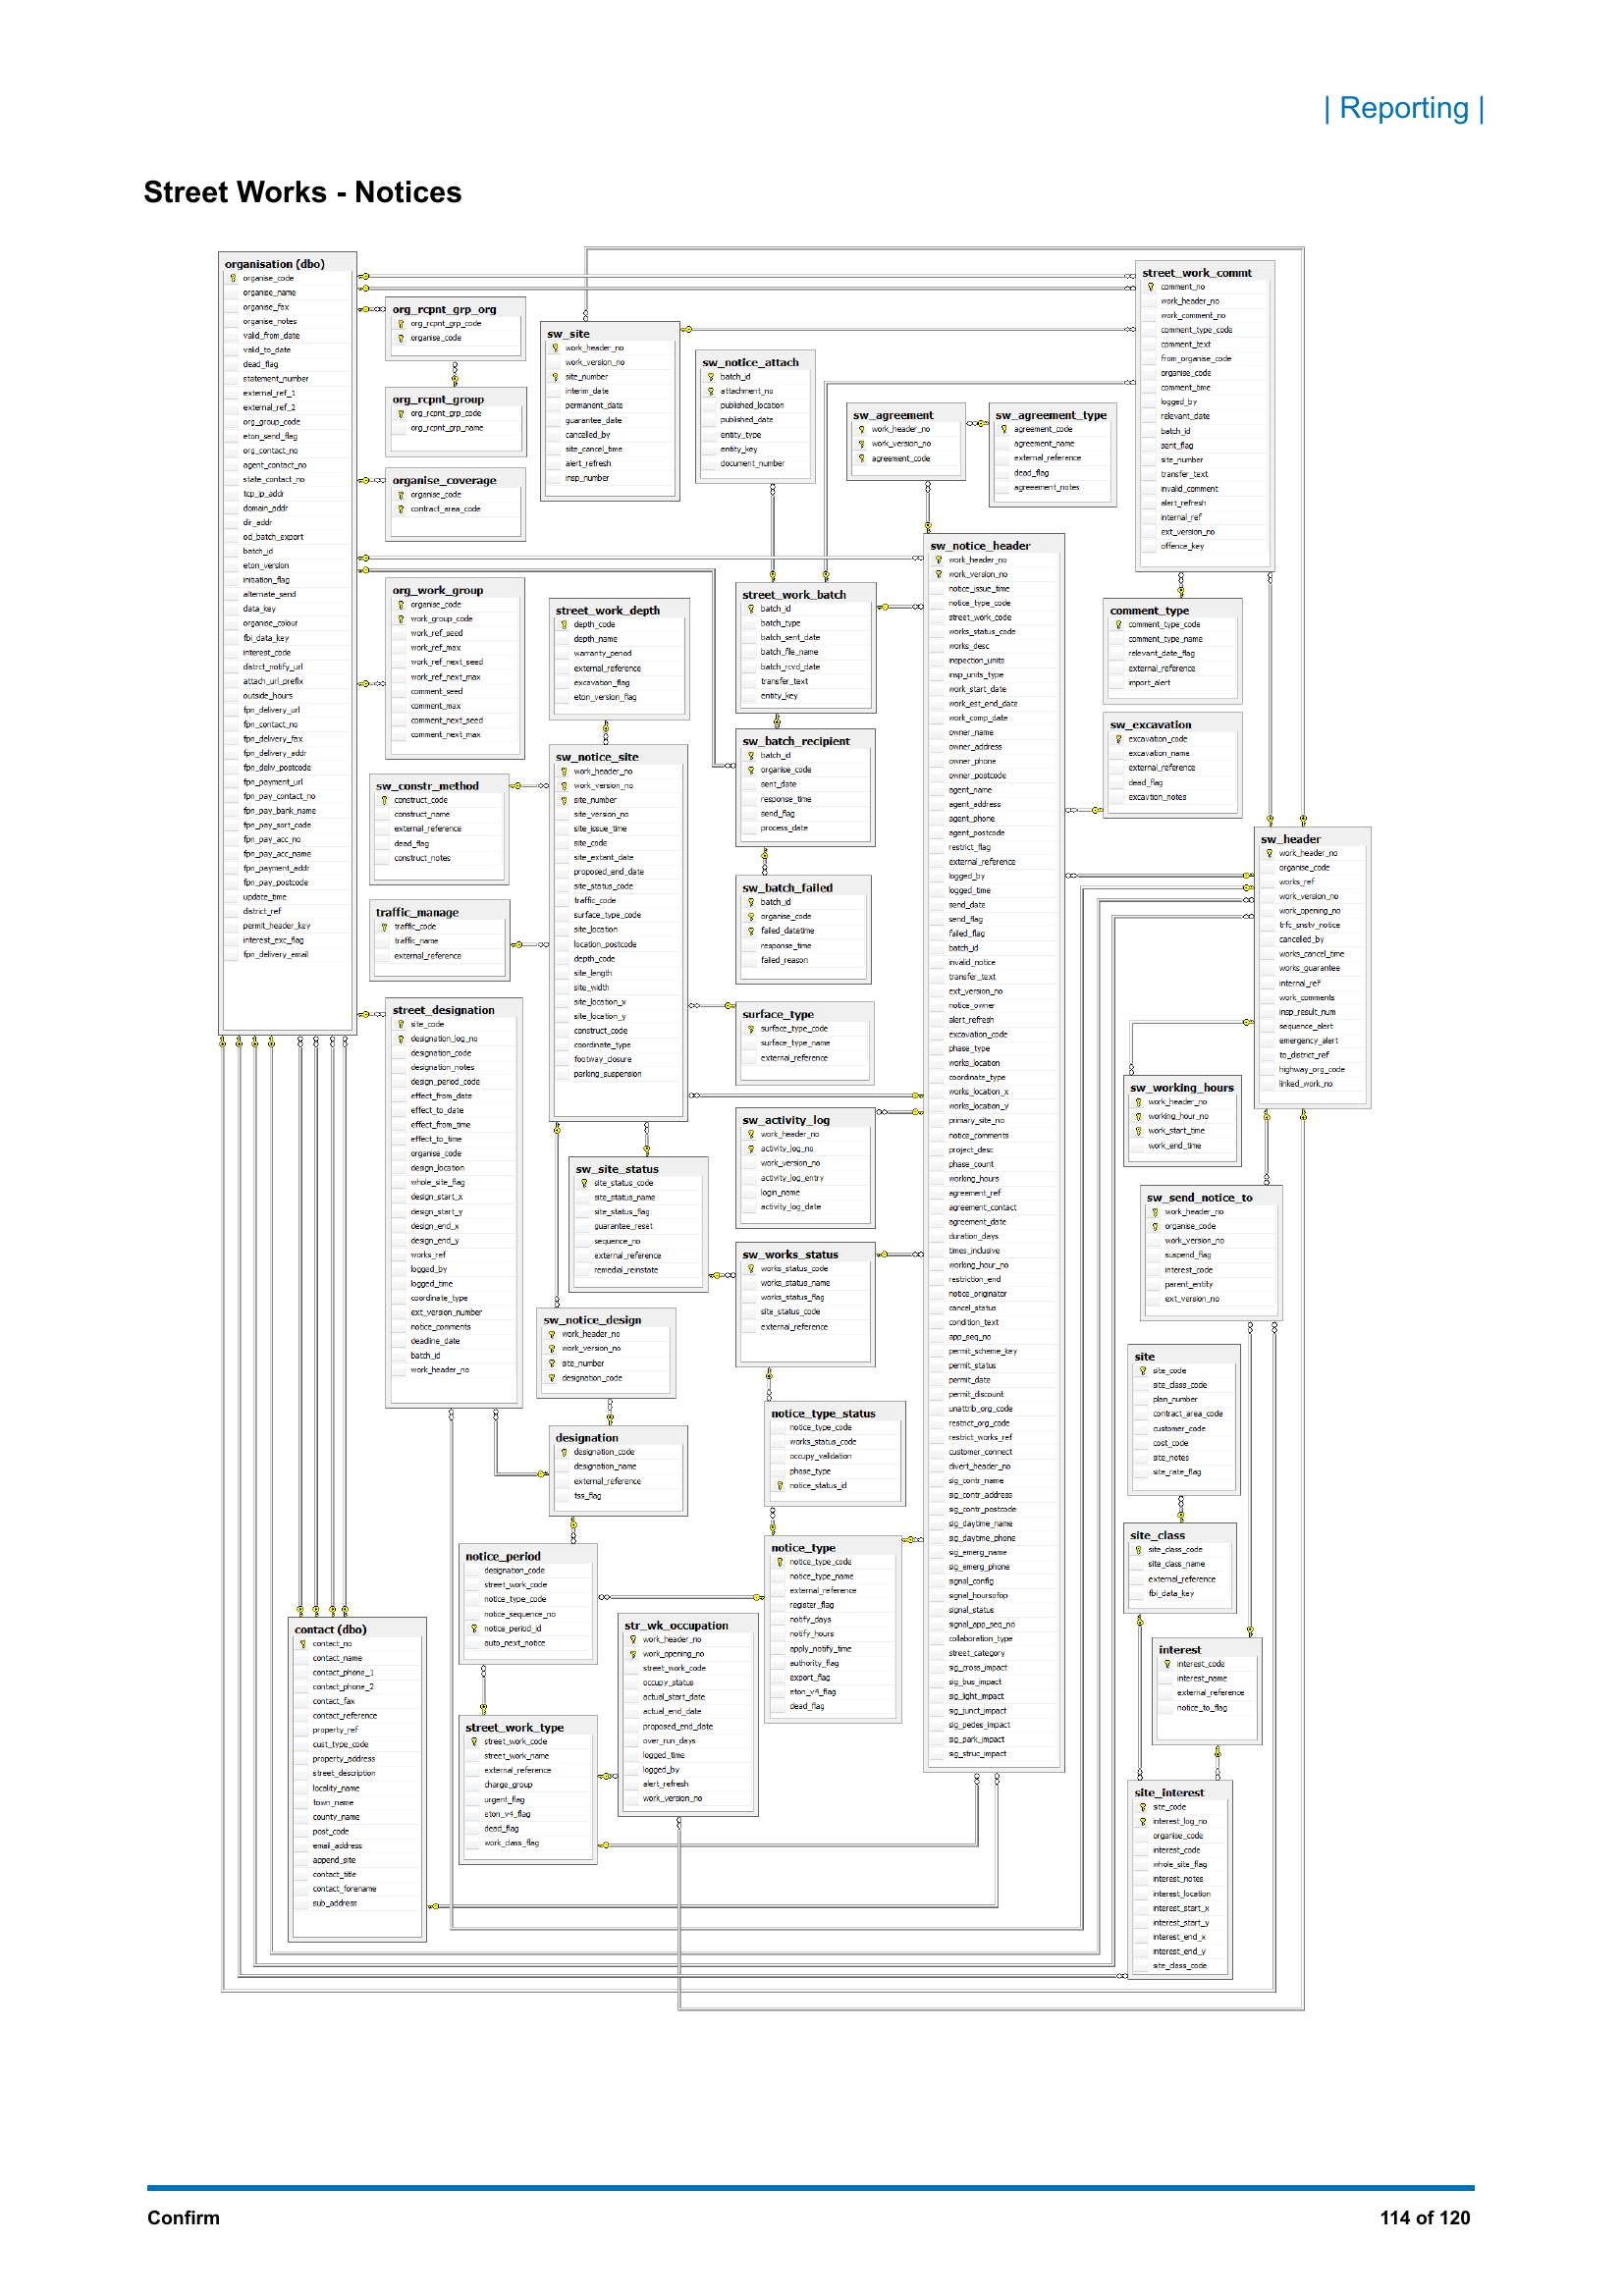 | Reporting |
Street Works - Notices
organisation (dbo)
organise_code
organise_name
organise_fax
organise_notes
valid_from_date
valid_to_date
dead_flag
statement_number
external_ref_1
external_ref_2
org_group_code
eton_send_flag
org_contact_no
agent_contact_no
state_contact_no
tcp_ip_addr
domain_addr
dir_addr
od_batch_export
batch_id
eton_version
initiation_flag
alternate_send
data_key
organise_colour
fbi_data_key
interest_code
distrct_notify_url
attach_url_prefix
outside_hours
fpn_delivery_url
fpn_contact_no
fpn_delivery_fax
fpn_delivery_addr
fpn_deliv_postcode
fpn_payment_url
fpn_pay_contact_no
fpn_pay_bank_name
fpn_pay_sort_code
fpn_pay_acc_no
fpn_pay_acc_name
fpn_payment_addr
fpn_pay_postcode
update_time
district_ref
permit_header_key
interest_exc_flag
fpn_delivery_email
org_rcpnt_grp_org
org_rcpnt_grp_code
organise_code
org_rcpnt_group
org_rcpnt_grp_code
org_rcpnt_grp_name
organise_coverage
organise_code
contract_area_code
org_work_group
organise_code
work_group_code
work_ref_seed
work_ref_max
work_ref_next_seed
work_ref_next_max
comment_seed
comment_max
comment_next_seed
comment_next_max
sw_constr_method
construct_code
construct_name
external_reference
dead_flag
construct_notes
traffic_manage
traffic_code
traffic_name
external_reference
street_designation
site_code
designation_log_no
designation_code
designation_notes
design_period_code
effect_from_date
effect_to_date
effect_from_time
effect_to_time
organise_code
design_location
whole_site_flag
design_start_x
design_start_y
design_end_x
design_end_y
works_ref
logged_by
logged_time
coordinate_type
ext_version_number
notice_comments
deadline_date
batch_id
work_header_no
sw_site
work_header_no
work_version_no
site_number
interim_date
permanent_date
guarantee_date
cancelled_by
site_cancel_time
alert_refresh
insp_number
sw_notice_attach
batch_id
attachment_no
published_location
published_date
entity_type
entity_key
document_number
sw_agreement
work_header_no
work_version_no
agreement_code
sw_agreement_type
agreement_code
agreement_name
external_reference
dead_flag
agreeement_notes
street_work_commt
comment_no
work_header_no
work_comment_no
comment_type_code
comment_text
from_organise_code
organise_code
comment_time
logged_by
relevant_date
batch_id
sent_flag
site_number
transfer_text
invalid_comment
alert_refresh
internal_ref
ext_version_no
offence_key
street_work_depth
depth_code
depth_name
warranty_period
external_reference
excavation_flag
eton_version_flag
street_work_batch
batch_id
batch_type
batch_sent_date
batch_file_name
batch_rcvd_date
transfer_text
entity_key
sw_batch_recipient
batch_id
organise_code
sent_date
response_time
send_flag
process_date
sw_batch_failed
batch_id
organise_code
failed_datetime
response_time
failed_reason
sw_notice_site
work_header_no
work_version_no
site_number
site_version_no
site_issue_time
site_code
site_extant_date
proposed_end_date
site_status_code
traffic_code
surface_type_code
site_location
location_postcode
depth_code
site_length
site_width
site_location_x
site_location_y
construct_code
coordinate_type
footway_closure
parking_suspension
surface_type
surface_type_code
surface_type_name
external_reference
sw_activity_log
work_header_no
activity_log_no
work_version_no
activity_log_entry
login_name
activity_log_date
sw_site_status
site_status_code
site_status_name
site_status_flag
guarantee_reset
sequence_no
external_reference
remedial_reinstate
sw_works_status
works_status_code
works_status_name
works_status_flag
site_status_code
external_reference
sw_notice_design
work_header_no
work_version_no
site_number
designation_code
designation
designation_code
designation_name
external_reference
tss_flag
notice_type_status
notice_type_code
works_status_code
occupy_validation
phase_type
notice_status_id
notice_type
notice_type_code
notice_type_name
external_reference
register_flag
notify_days
notify_hours
apply_notify_time
authority_flag
export_flag
eton_v4_flag
dead_flag
notice_period
designation_code
street_work_code
notice_type_code
notice_sequence_no
notice_period_id
auto_next_notice
str_wk_occupation
work_header_no
work_opening_no
street_work_code
occupy_status
actual_start_date
actual_end_date
proposed_end_date
over_run_days
logged_time
logged_by
alert_refresh
work_version_no
street_work_type
street_work_code
street_work_name
external_reference
charge_group
urgent_flag
eton_v4_flag
dead_flag
work_class_flag
contact (dbo)
contact_no
contact_name
contact_phone_1
contact_phone_2
contact_fax
contact_reference
property_ref
cust_type_code
property_address
street_description
locality_name
town_name
county_name
post_code
email_address
append_site
contact_title
contact_forename
sub_address
sw_notice_header
work_header_no
work_version_no
notice_issue_time
notice_type_code
street_work_code
works_status_code
works_desc
inspection_units
insp_units_type
work_start_date
work_est_end_date
work_comp_date
owner_name
owner_address
owner_phone
owner_postcode
agent_name
agent_address
agent_phone
agent_postcode
restrict_flag
external_reference
logged_by
logged_time
send_date
send_flag
failed_flag
batch_id
invalid_notice
transfer_text
ext_version_no
notice_owner
alert_refresh
excavation_code
phase_type
works_location
coordinate_type
works_location_x
works_location_y
primary_site_no
notice_comments
project_desc
phase_count
working_hours
agreement_ref
agreement_contact
agreement_date
duration_days
times_inclusive
working_hour_no
restriction_end
notice_originator
cancel_status
condition_text
app_seq_no
permit_scheme_key
permit_status
permit_date
permit_discount
unattrib_org_code
restrict_org_code
restrict_works_ref
customer_connect
divert_header_no
sig_contr_name
sig_contr_address
sig_contr_postcode
sig_daytime_name
sig_daytime_phone
sig_emerg_name
sig_emerg_phone
signal_config
signal_hoursofop
signal_status
signal_app_seq_no
collaboration_type
street_category
sig_cross_impact
sig_bus_impact
sig_light_impact
sig_junct_impact
sig_pedes_impact
sig_park_impact
sig_struc_impact
comment_type
comment_type_code
comment_type_name
relevant_date_flag
external_reference
import_alert
sw_excavation
excavation_code
excavation_name
external_reference
dead_flag
excavtion_notes
sw_header
work_header_no
organise_code
works_ref
work_version_no
work_opening_no
trfc_snstv_notice
cancelled_by
works_cancel_time
works_guarantee
internal_ref
work_comments
insp_result_num
sequence_alert
emergency_alert
to_district_ref
highway_org_code
linked_work_no
sw_working_hours
work_header_no
working_hour_no
work_start_time
work_end_time
sw_send_notice_to
work_header_no
organise_code
work_version_no
suspend_flag
interest_code
parent_entity
ext_version_no
site
site_code
site_class_code
plan_number
contract_area_code
customer_code
cost_code
site_notes
site_rate_flag
site_class
site_class_code
site_class_name
external_reference
fbi_data_key
interest
interest_code
interest_name
external_reference
notice_to_flag
site_interest
site_code
interest_log_no
organise_code
interest_code
whole_site_flag
interest_notes
interest_location
interest_start_x
interest_start_y
interest_end_x
interest_end_y
site_class_code
Confirm
114 of 120